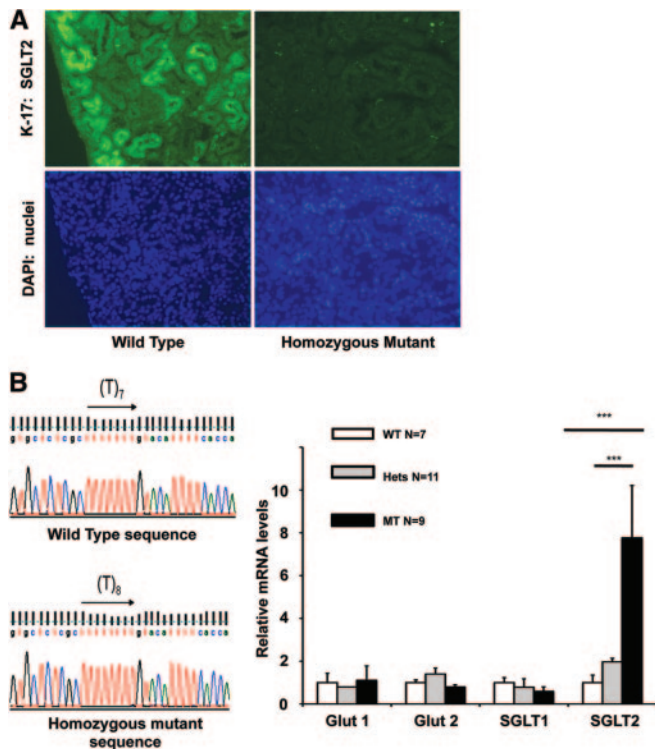 A
K-17: SGLT2
DAPI: nuclei
Wild Type
Homozygous Mutant
B
(T)7
Wild Type sequence
(T)8
Homozygous mutant
sequence
WT N=7
Hets N=11
MT N=9
***
***
Relative mRNA levels
10
8
6
4
2
0
Glut 1
Glut 2
SGLT1
SGLT2